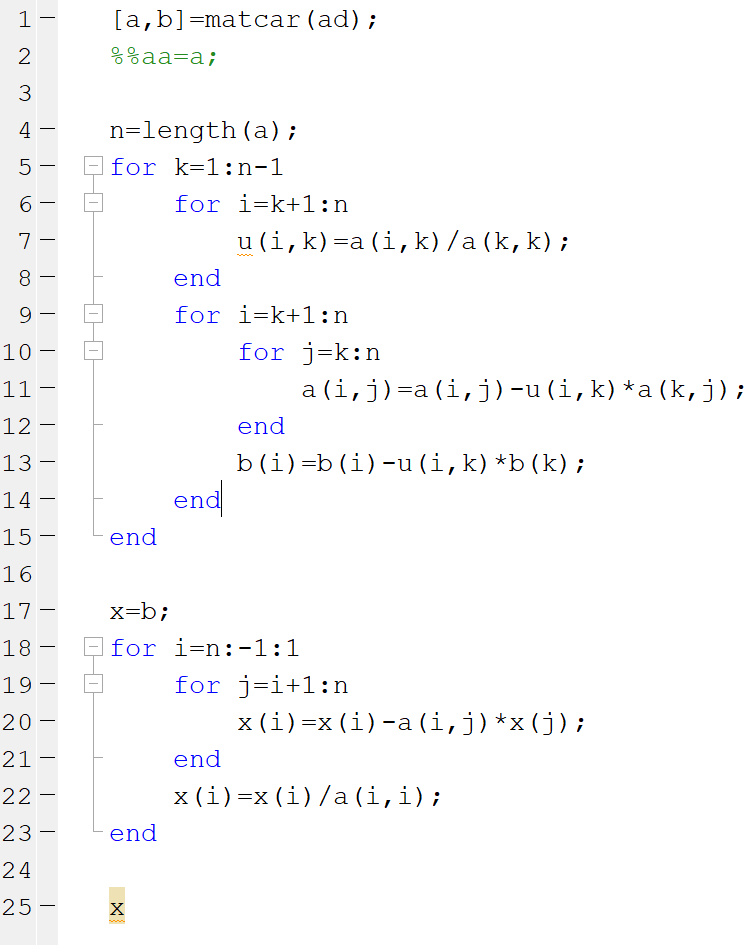 1 [a,b]=matcar(ad);
2 %%aa=a;
3
4 n=length(a);
5 for k=1:n-1
6 for i=k+1:n
7 u(i,k)=a(i,k)/a(k,k);
8 end
9 for i=k+1:n
10 for j=k:n
11 a(i,j)=a(i,j)-u(i,k)*a(k,j);
12 end
13 b(i)=b(i)-u(i,k)*b(k);
14 end
15 end
16
17 x=b;
18 for i=n:-1:1
19 for j=i+1:n
20 x(i)=x(i)-a(i,j)*x(j);
21 end
22 x(i)=x(i)/a(i,i);
23 end
24
25 x